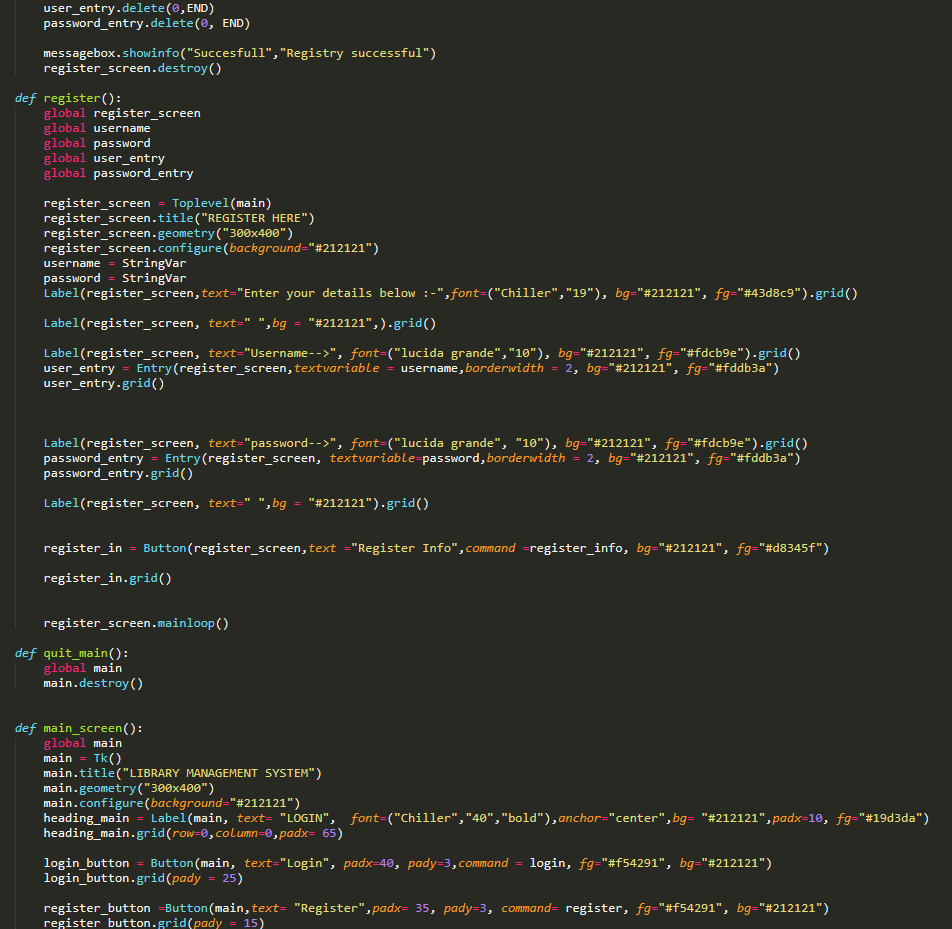 user_entry.delete(0,END)
password_entry.delete(0, END)
messagebox.showinfo("Succesfull","Registry successful")
register_screen.destroy()
def register():
global register_screen
global username
global password
global user_entry
global password_entry
register_screen = Toplevel(main)
register_screen.title("REGISTER HERE")
register_screen.geometry("300x400")
register_screen.configure(background="#212121")
username = StringVar
password = StringVar
Label(register_screen,text="Enter your details below :-",font=("Chiller","19"), bg="#212121", fg="#43d8c9").grid()
Label(register_screen, text=" ",bg = "#212121",).grid()
Label(register_screen, text="Username-->", font=("lucida grande","10"), bg="#212121", fg="#fdcb9e").grid()
user_entry = Entry(register_screen,textvariable = username,borderwidth = 2, bg="#212121", fg="#fddb3a")
user_entry.grid()
Label(register_screen, text="password-->", font=("lucida grande", "10"), bg="#212121", fg="#fdcb9e").grid()
password_entry = Entry(register_screen, textvariable=password,borderwidth = 2, bg="#212121", fg="#fddb3a")
password_entry.grid()
Label(register_screen, text=" ",bg = "#212121").grid()
register_in = Button(register_screen,text ="Register Info",command =register_info, bg="#212121", fg="#d8345f")
register_in.grid()
register_screen.mainloop()
def quit_main():
global main
main.destroy()
def main_screen():
global main
main = Tk()
main.title("LIBRARY MANAGEMENT SYSTEM")
main.geometry("300x400")
main.configure(background="#212121")
heading_main = Label(main, text= "LOGIN",  font=("Chiller","40","bold"),anchor="center",bg= "#212121",padx=10, fg="#19d3da")
heading_main.grid(row=0,column=0,padx= 65)
login_button = Button(main, text="Login", padx=40, pady=3,command = login, fg="#f54291", bg="#212121")
login_button.grid(pady = 25)
register_button =Button(main,text= "Register",padx= 35, pady=3, command= register, fg="#f54291", bg="#212121")
register_button.grid(pady = 15)